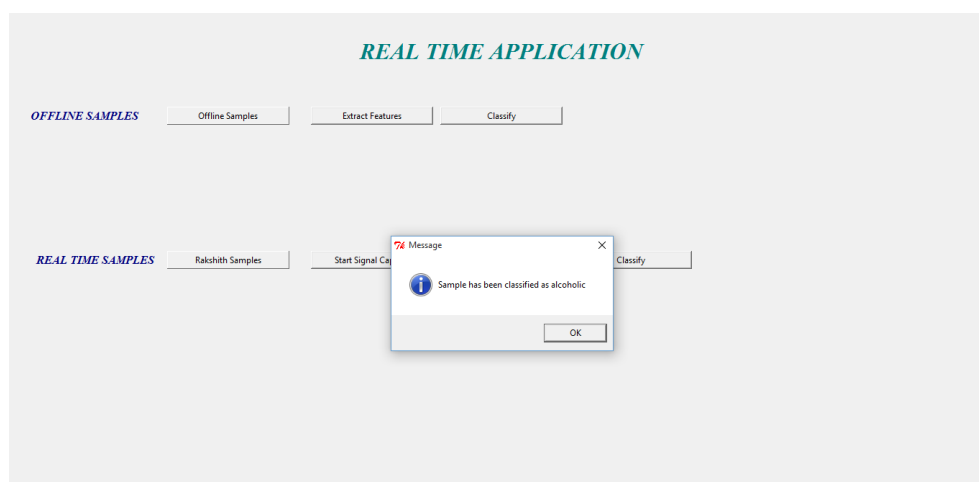 REAL TIME APPLICATION
OFFLINE SAMPLES Offline Samples Extract Features Classify
Message
REAL TIME SAMPLES Rakshith Samples Start Signal Classify
Sample has been classified as alcoholic
OK